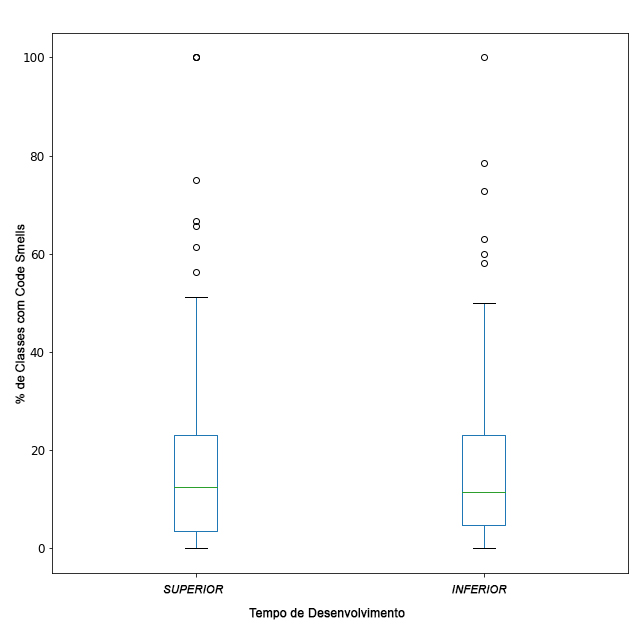 % de Classes com Code Smells
100
80
60
40
20
0
SUPERIOR
INFERIOR
Tempo de Desenvolvimento